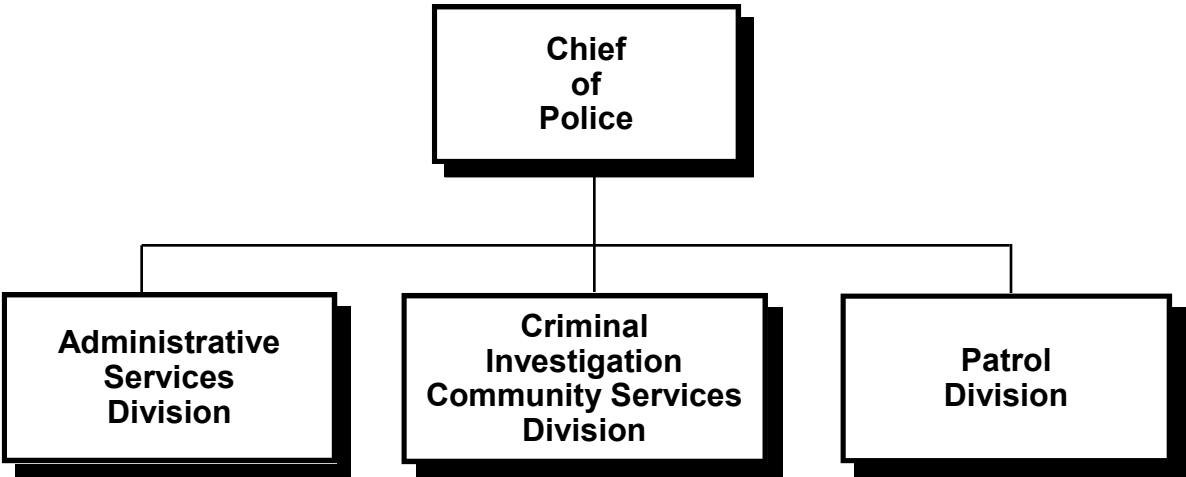 Chief
of
Police
Administrative
Services
Division
Criminal
Investigation
Community Services
Division
Patrol
Division